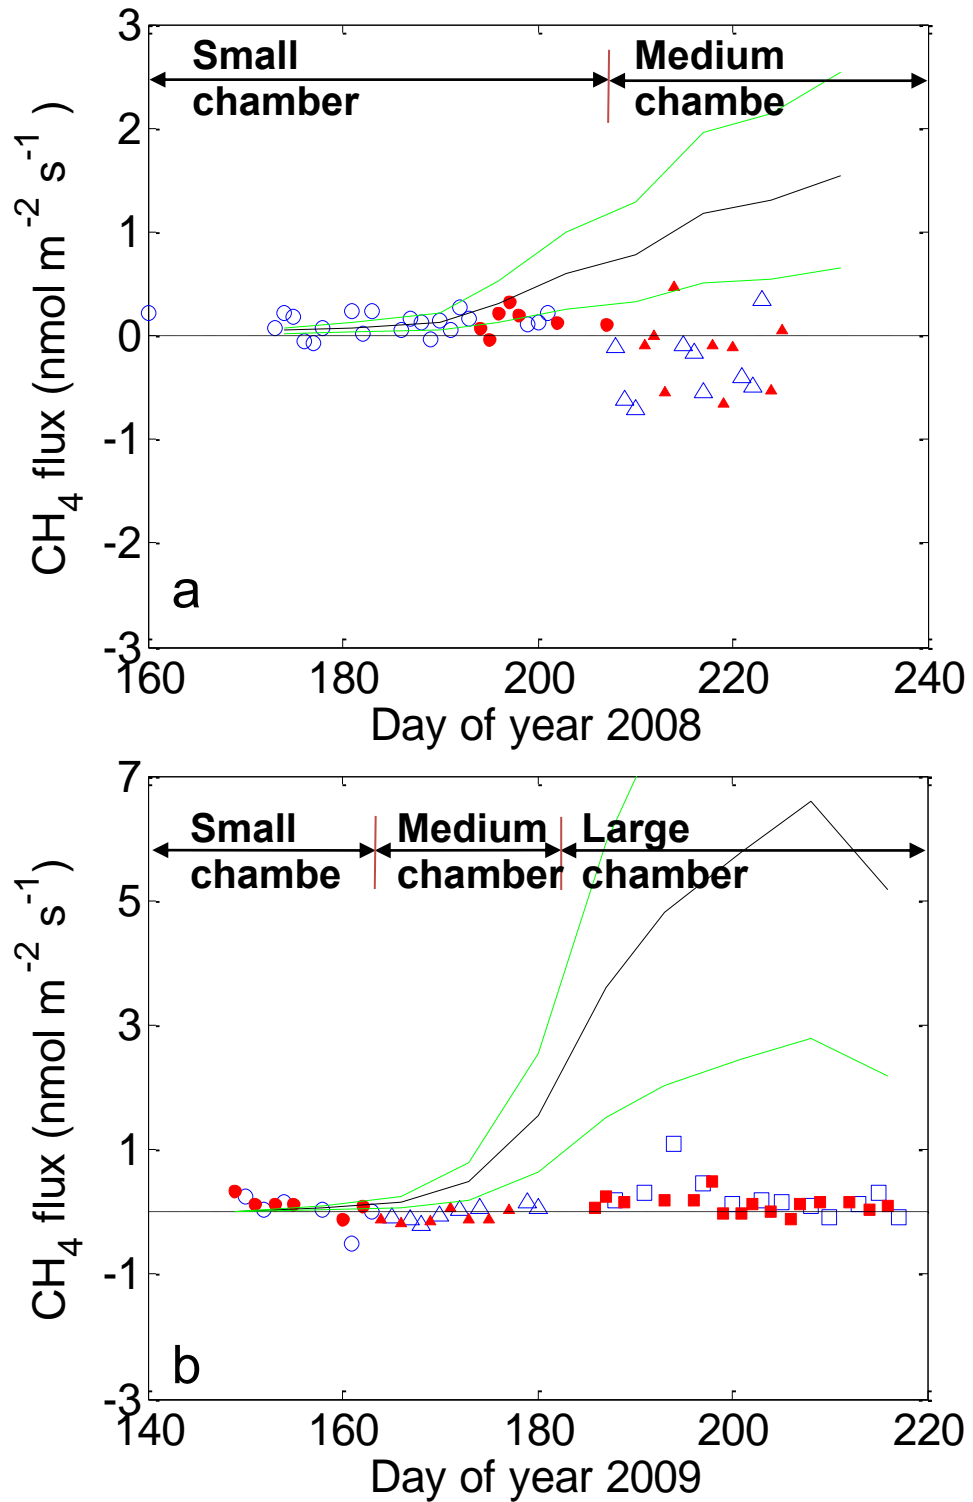 3
Small
chamber
Medium
chambe
2
1
0
-1
-2
-3
CH4 flux (nmol m-2 s-1 )
a
160
180
200
220
240
Day of year 2008
7
Small
chambe
Medium
chamber
Large
chamber
5
3
1
-1
-3
CH4 flux (nmol m-2 s-1)
b
140
160
180
200
220
Day of year 2009